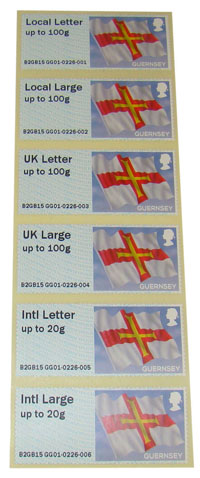 Local Letter
up to 100g
B2GB15 GG01-0226-001
GUERNSEY
Local Large
up to 100g
B2GB15 GG01-0226-002
GUERNSEY
UK Letter
up to 100g
B2GB15 GG01-0226-003
GUERNSEY
UK Large
up to 100g
B2GB15 GG01-0226-004
GUERNSEY
Intl Letter
up to 20g
B2GB15 GG01-0226-005
GUERNSEY
Intl Large
up to 20g
B2GB15 GG01-0226-006
GUERNSEY